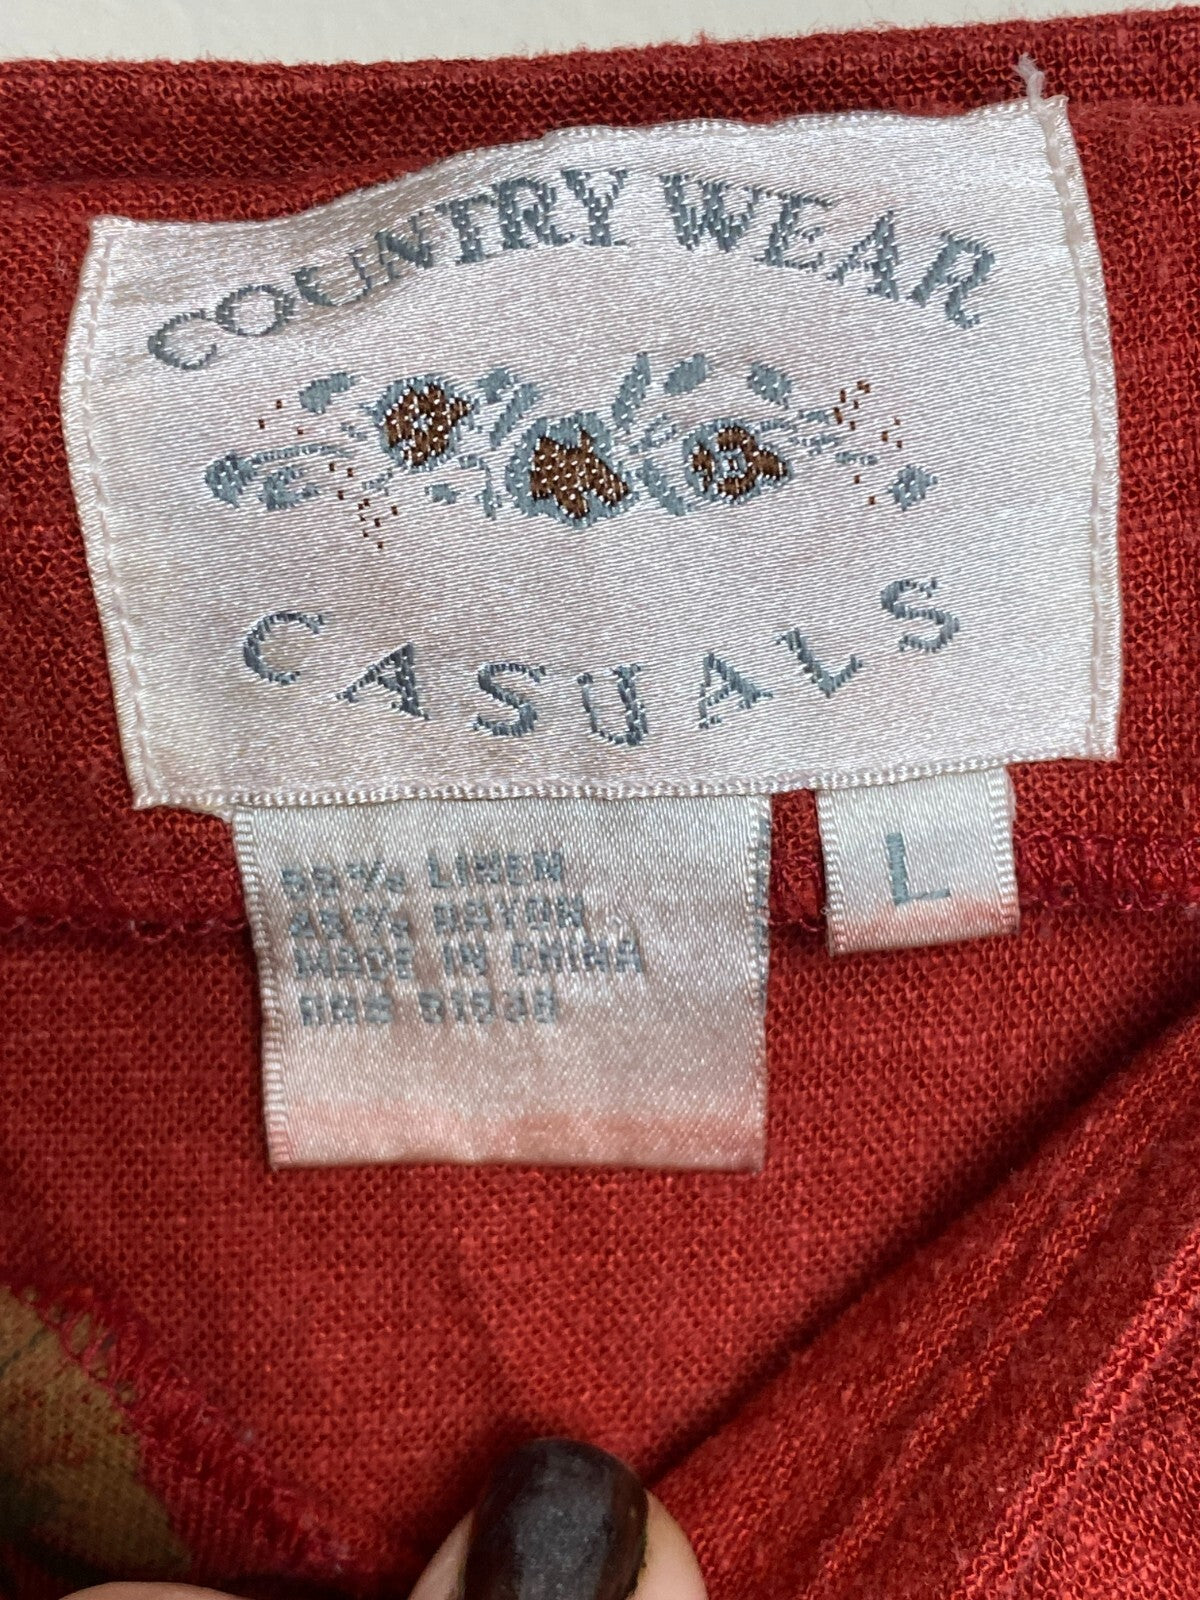 COUNTRY WEAR
CASUALS
L
55% LINEN
45% RAYON
MADE IN CHINA